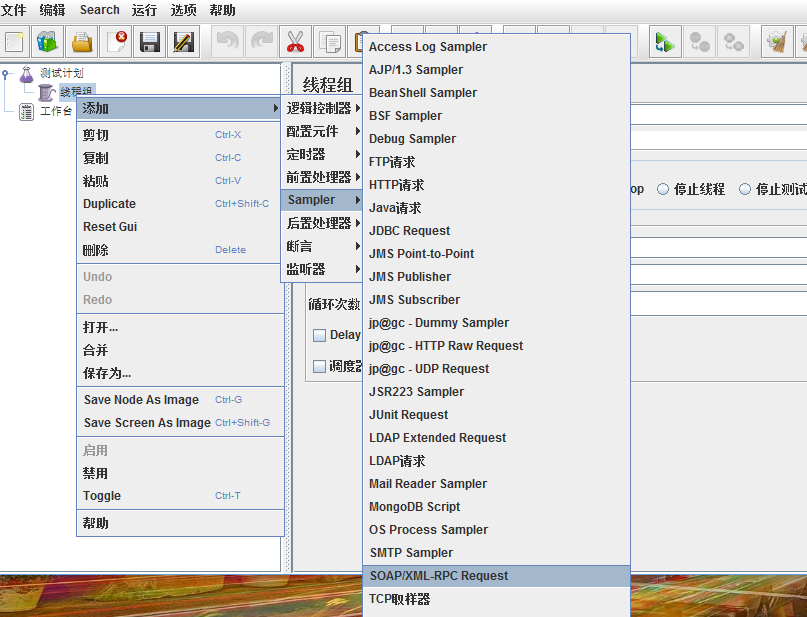 文件 编辑 Search 运行 选项 帮助
测试计划
线程组
工作台
添加
剪切 Ctrl-X
复制 Ctrl-C
粘贴 Ctrl-V
Duplicate Ctrl+Shift-C
Reset Gui
删除 Delete
Undo
Redo
打开...
合并
保存为...
Save Node As Image Ctrl-G
Save Screen As Image Ctrl+Shift-G
启用
禁用
Toggle Ctrl-T
帮助
线程组
逻辑控制器
配置元件
定时器
前置处理器
Sampler
后置处理器
断言
监听器
循环次数
Delay
调度器
Access Log Sampler
AJP/1.3 Sampler
BeanShell Sampler
BSF Sampler
Debug Sampler
FTP请求
HTTP请求
Java请求
JDBC Request
JMS Point-to-Point
JMS Publisher
JMS Subscriber
jp@gc - Dummy Sampler
jp@gc - HTTP Raw Request
jp@gc - UDP Request
JSR223 Sampler
JUnit Request
LDAP Extended Request
LDAP请求
Mail Reader Sampler
MongoDB Script
OS Process Sampler
SMTP Sampler
SOAP/XML-RPC Request
TCP取样器
op 停止线程 停止测试